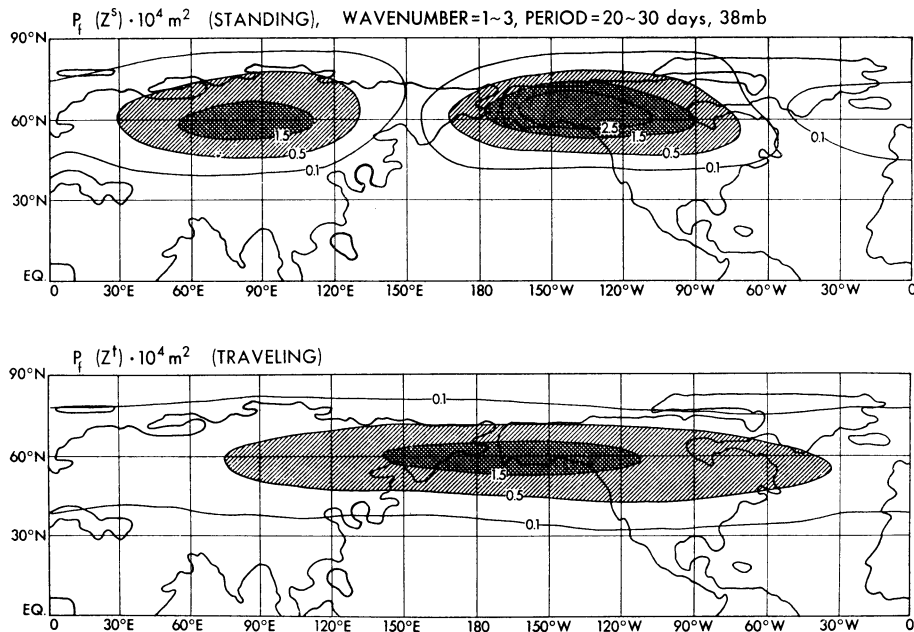 P_f (Z^s) · 10^4 m^2 (STANDING), WAVENUMBER=1~3, PERIOD=20~30 days, 38mb
90°N
60°N
1.5
2.5
1.5
0.5
0.5
0.1
0.1
0.1
30°N
EQ.
0 30°E 60°E 90°E 120°E 150°E 180 150°W 120°W 90°W 30°W 0
P_f (Z^t) · 10^4 m^2 (TRAVELING)
90°N
0.1
60°N
1.5
0.5
0.1
30°N
EQ.
0 30°E 60°E 90°E 120°E 150°E 180 150°W 120°W 90°W 30°W 0